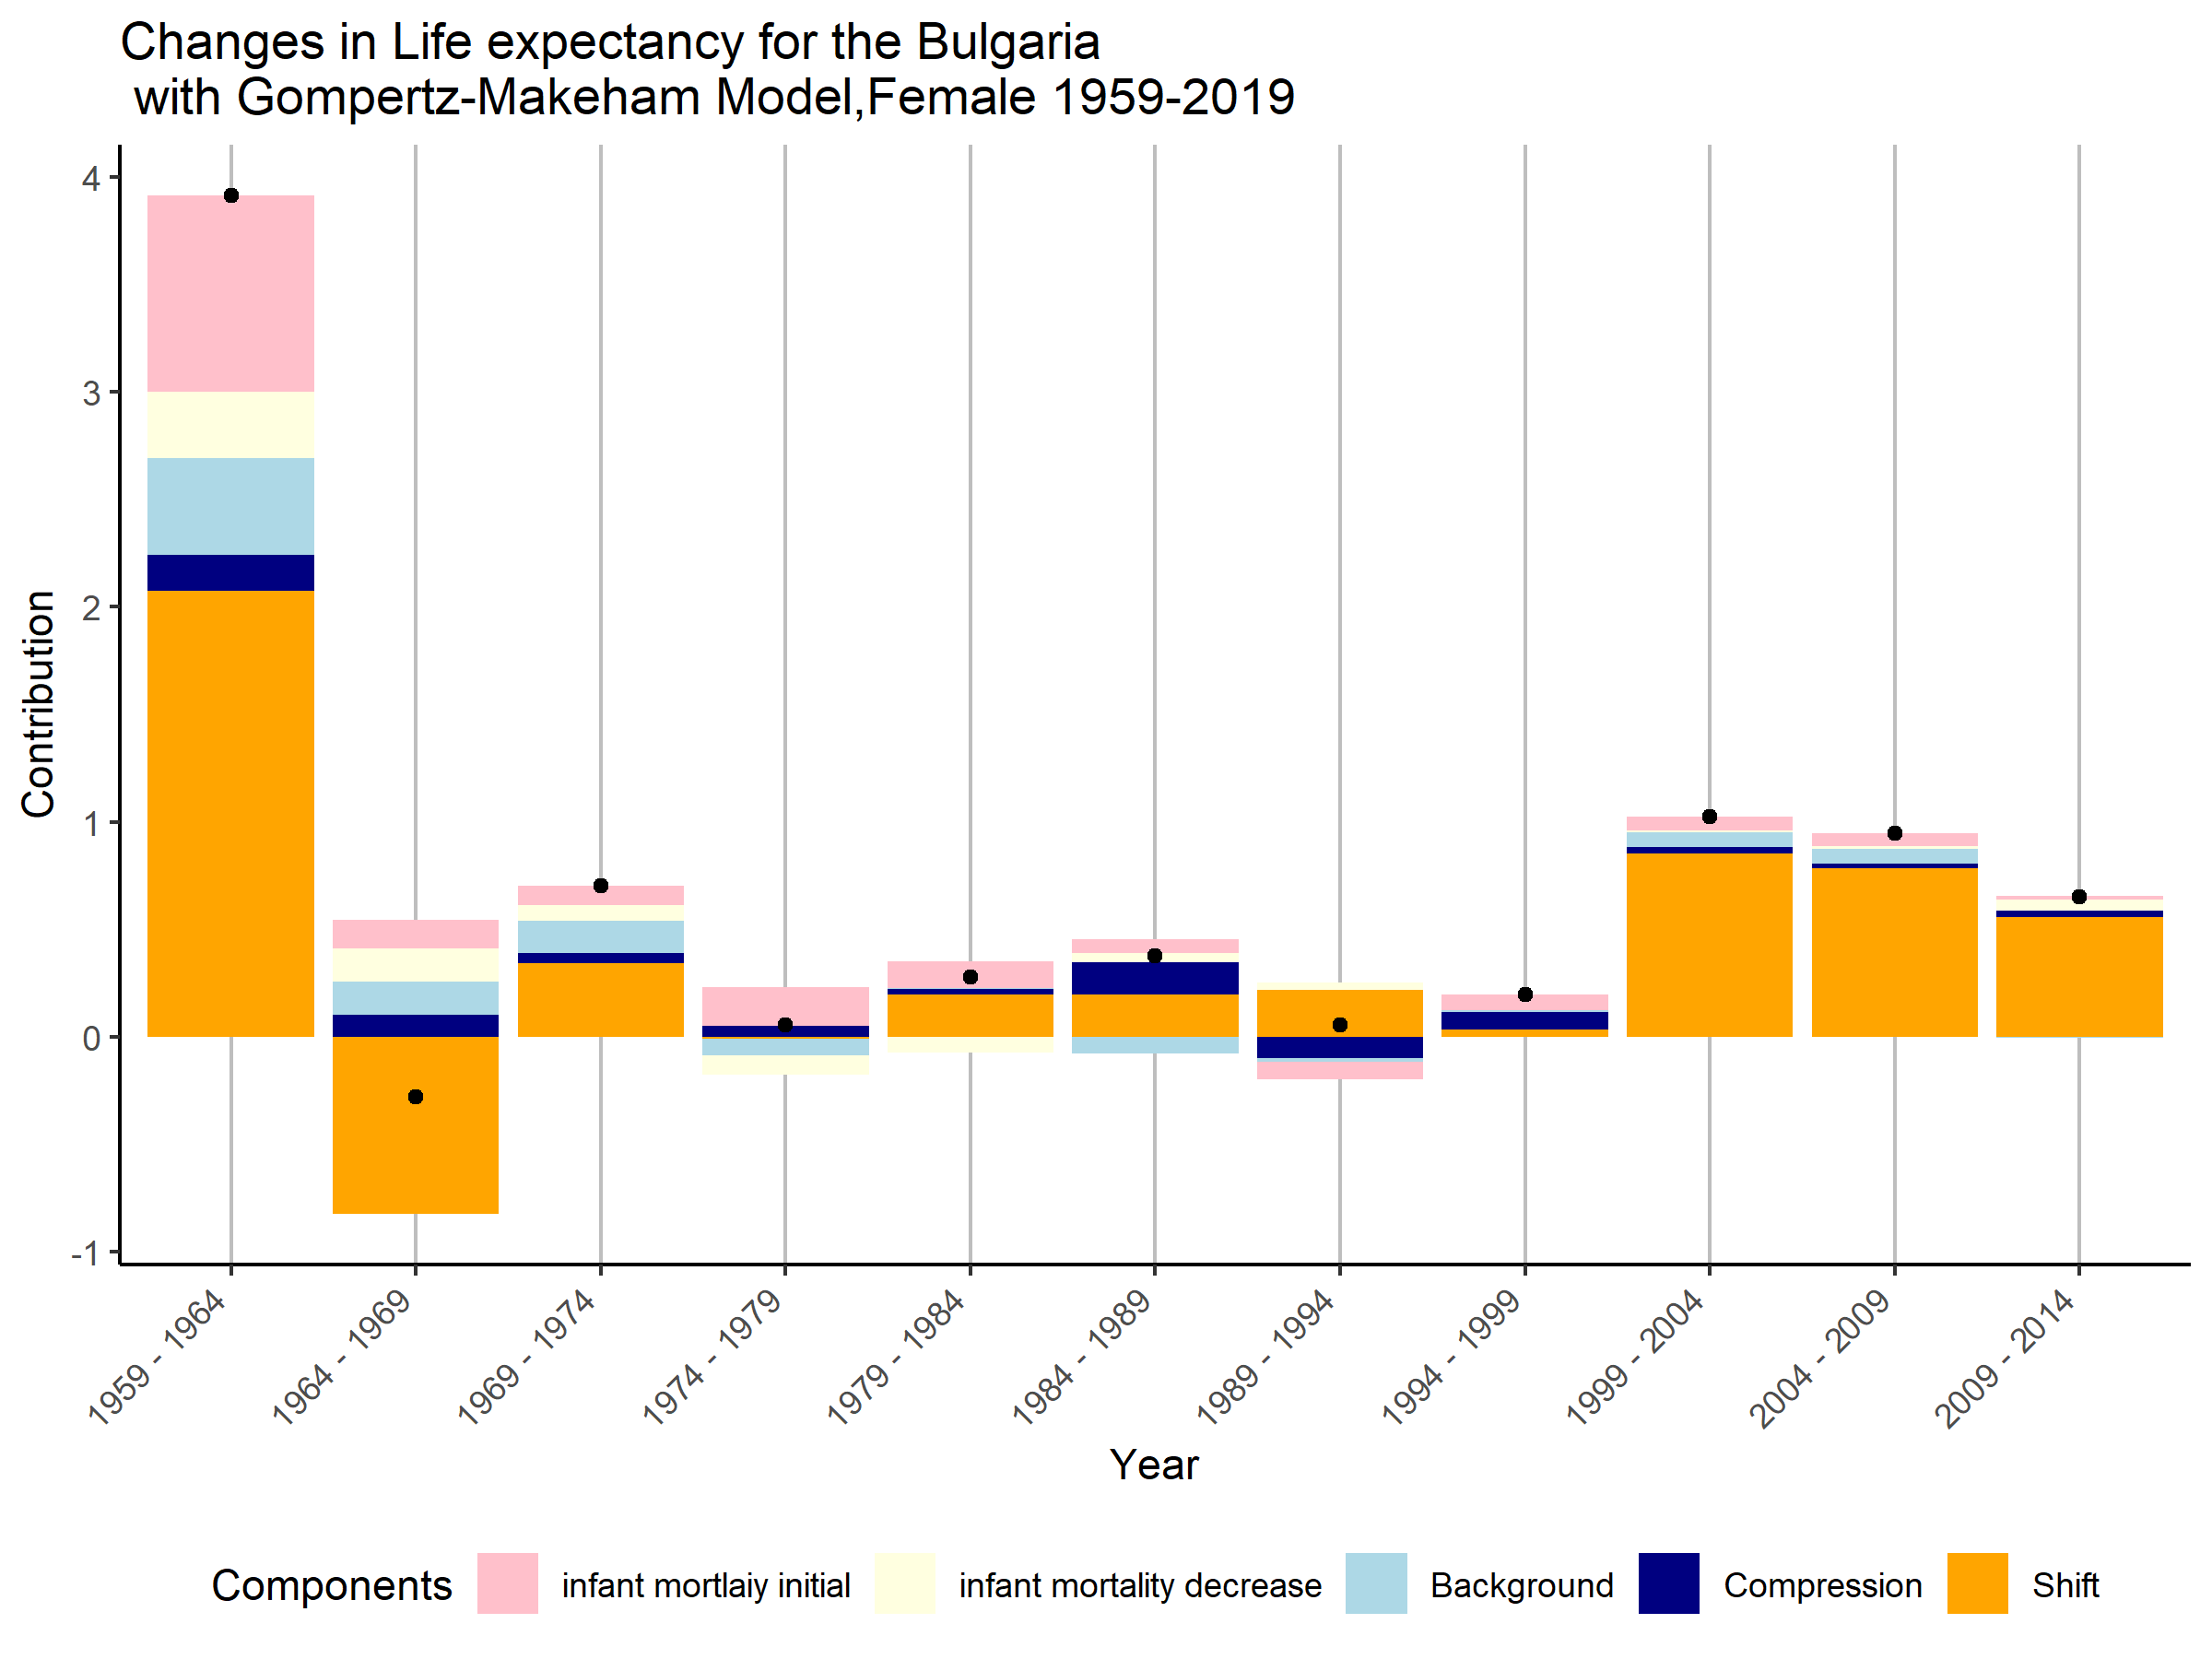 Changes in Life expectancy for the Bulgaria
with Gompertz-Makeham Model,Female 1959-2019
Contribution
4
3
2
1
0
-1
1959 - 1964
1964 - 1969
1969 - 1974
1974 - 1979
1979 - 1984
1984 - 1989
1989 - 1994
1994 - 1999
1999 - 2004
2004 - 2009
2009 - 2014
Year
Components infant mortlaiy initial infant mortality decrease Background Compression Shift